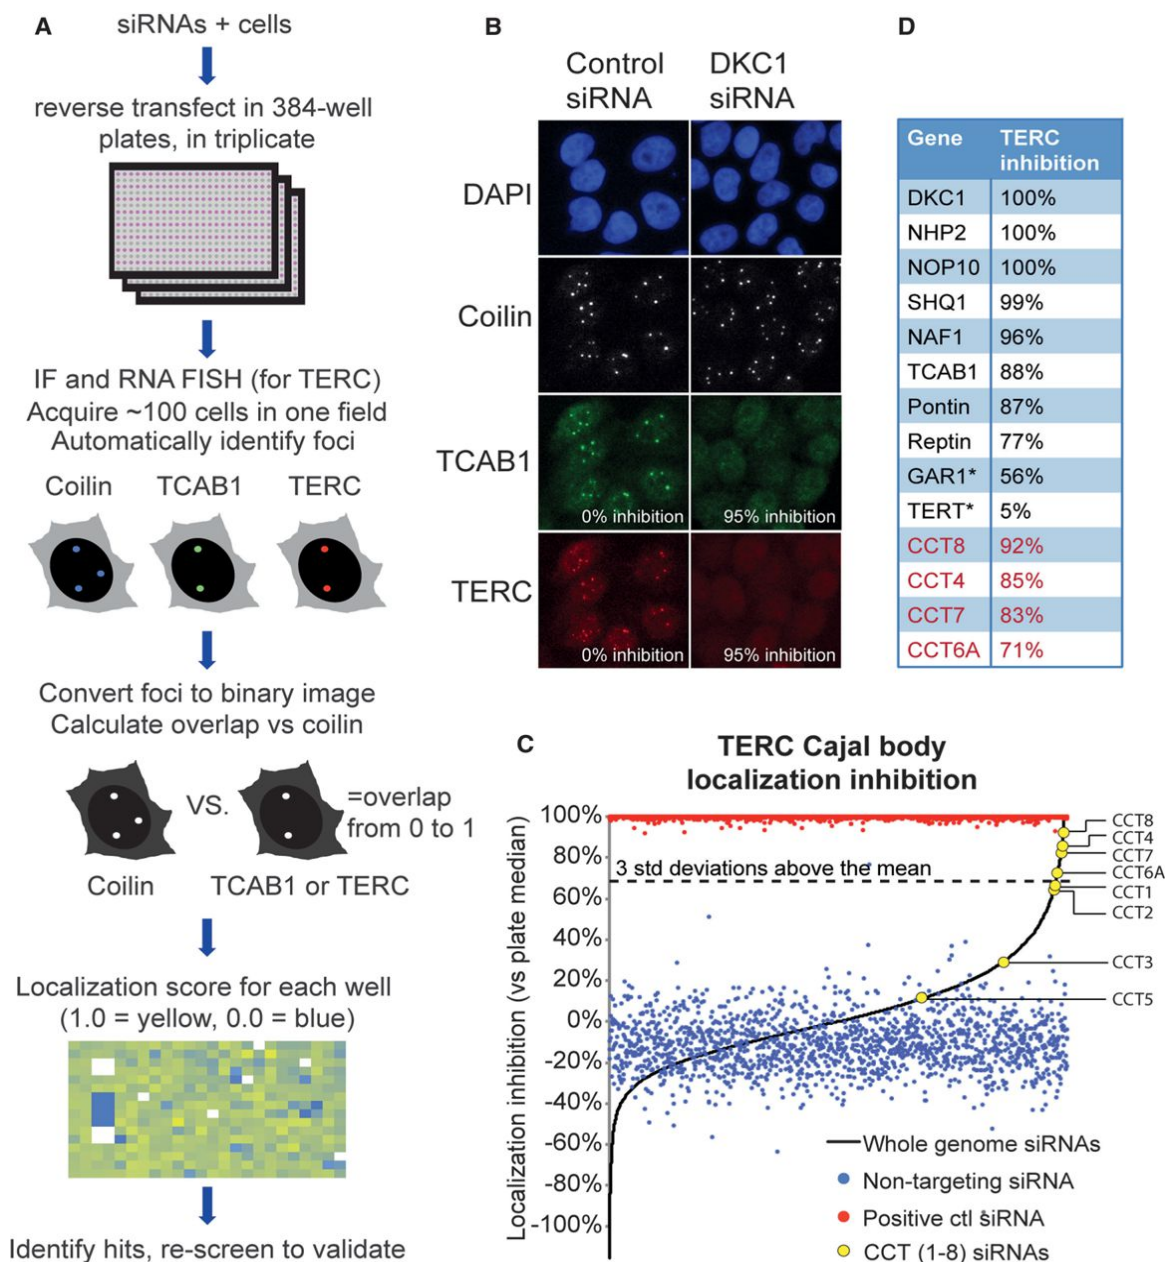 A
siRNAs + cells
reverse transfect in 384-well
plates, in triplicate
IF and RNA FISH (for TERC)
Acquire ~100 cells in one field
Automatically identify foci
Coilin TCAB1 TERC
Convert foci to binary image
Calculate overlap vs coilin
VS.
=overlap
from 0 to 1
Coilin TCAB1 or TERC
Localization score for each well
(1.0 = yellow, 0.0 = blue)
Identify hits, re-screen to validate
B
Control
siRNA
DKC1
siRNA
DAPI
Coilin
TCAB1
0% inhibition 95% inhibition
TERC
0% inhibition 95% inhibition
D
Gene TERC
inhibition
DKC1 100%
NHP2 100%
NOP10 100%
SHQ1 99%
NAF1 96%
TCAB1 88%
Pontin 87%
Reptin 77%
GAR1* 56%
TERT* 5%
CCT8 92%
CCT4 85%
CCT7 83%
CCT6A 71%
C
TERC Cajal body
localization inhibition
Localization inhibition (vs plate median)
100%
80%
60%
40%
20%
0%
-20%
-40%
-60%
-80%
-100%
3 std deviations above the mean
CCT8
CCT4
CCT7
CCT6A
CCT1
CCT2
CCT3
CCT5
Whole genome siRNAs
Non-targeting siRNA
Positive ctl siRNA
CCT (1-8) siRNAs